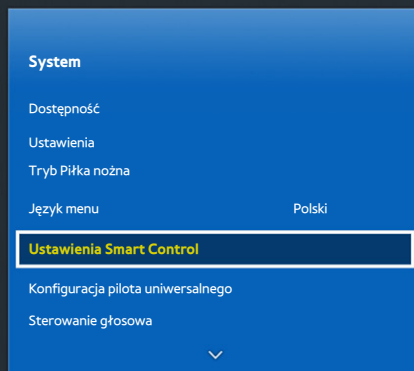 System
Dostępność
Ustawienia
Tryb Piłka nożna
Język menu Polski
Ustawienia Smart Control
Konfiguracja pilota uniwersalnego
Sterowanie głosowa